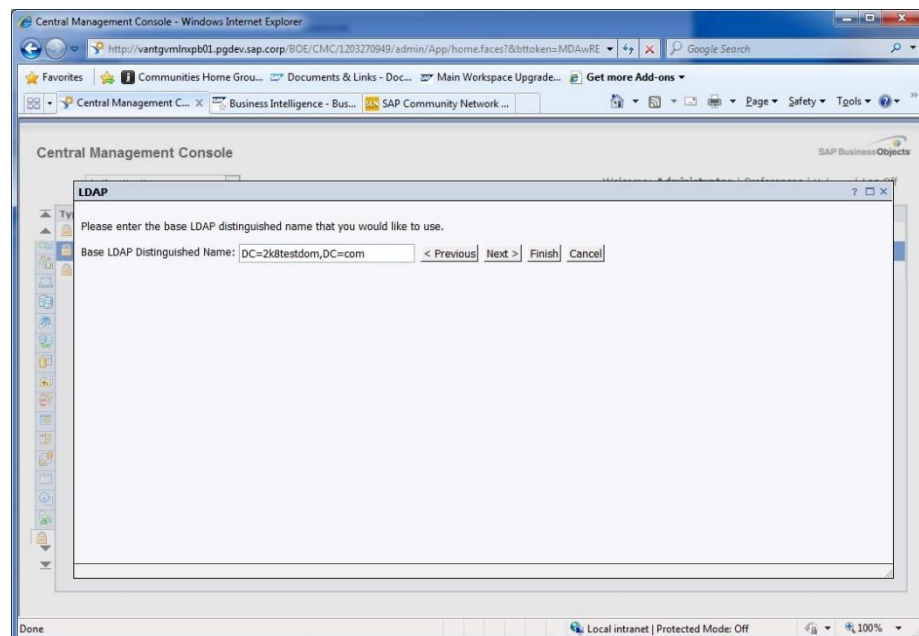 Central Management Console - Windows Internet Explorer
http://vantgvmlnxpb01.pgdev.sap.corp/BOE/CMC/1203270949/admin/App/home.faces?&bttoken=MDAwRE
Google Search
Favorites Communities Home Grou... Documents & Links - Doc... Main Workspace Upgrade... Get more Add-ons
Central Management C... X Business Intelligence - Bus... SAP Community Network ... Page Safety Tools »
Central Management Console
SAP BusinessObjects
LDAP ? X
Please enter the base LDAP distinguished name that you would like to use.
Base LDAP Distinguished Name: DC=2k8testdom,DC=com < Previous Next > Finish Cancel
Done Local intranet | Protected Mode: Off 100%